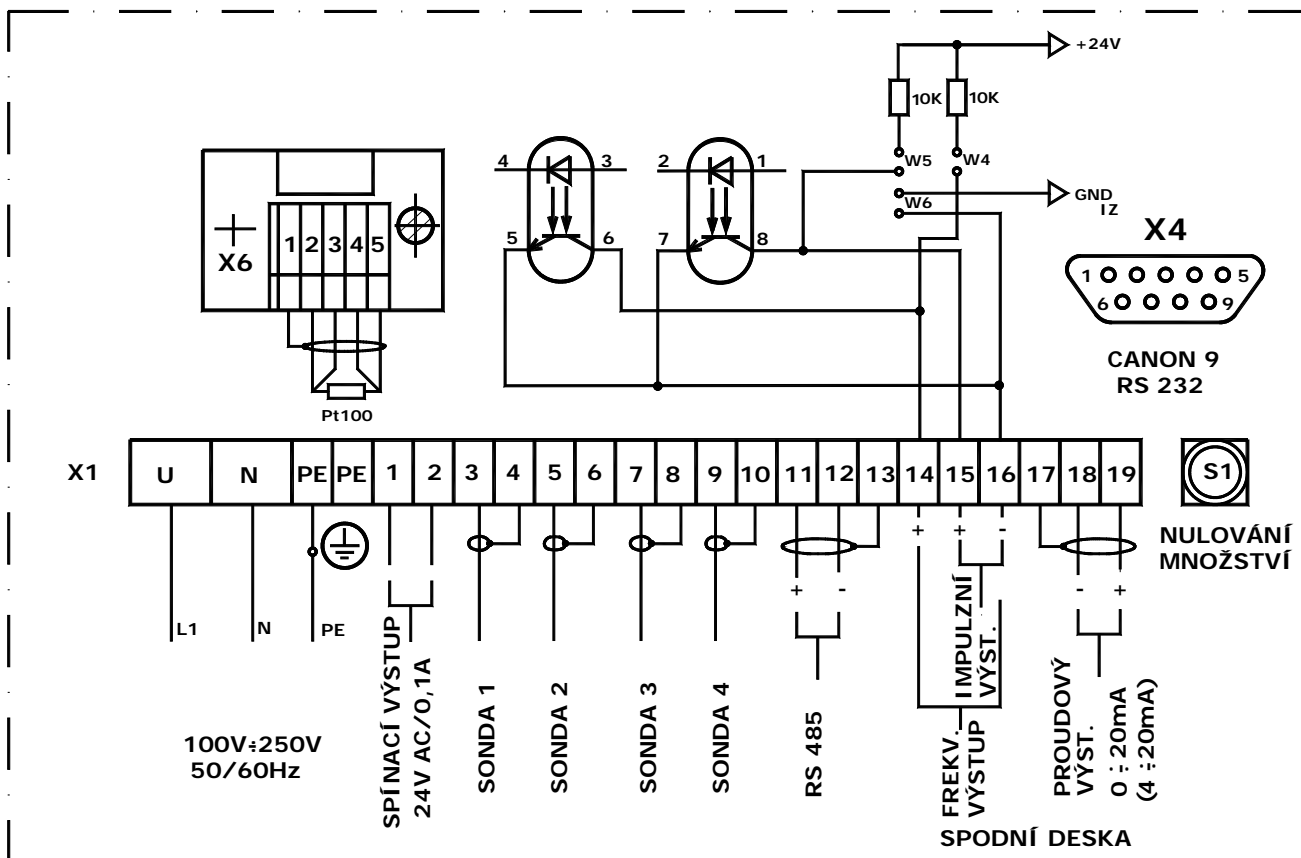 +24V
10K 10K
W5 W4
4 3 2 1
W6
GND
IZ
5 6 7 8
X4
1 5
6 9
CANON 9
RS 232
X6
1 2 3 4 5
Pt100
X1 U N PE PE 1 2 3 4 5 6 7 8 9 10 11 12 13 14 15 16 17 18 19 S1
NULOVÁNÍ
MNOŽSTVÍ
+ + -
+ - - +
L1 N PE
100V÷250V
50/60Hz
SPÍNACÍ VÝSTUP
24V AC/0,1A
SONDA 1
SONDA 2
SONDA 3
SONDA 4
RS 485
FREKV.
VÝSTUP
IMPULZNÍ
VÝST.
PROUDOVÝ
VÝST.
0÷20mA
(4÷20mA)
SPODNÍ DESKA